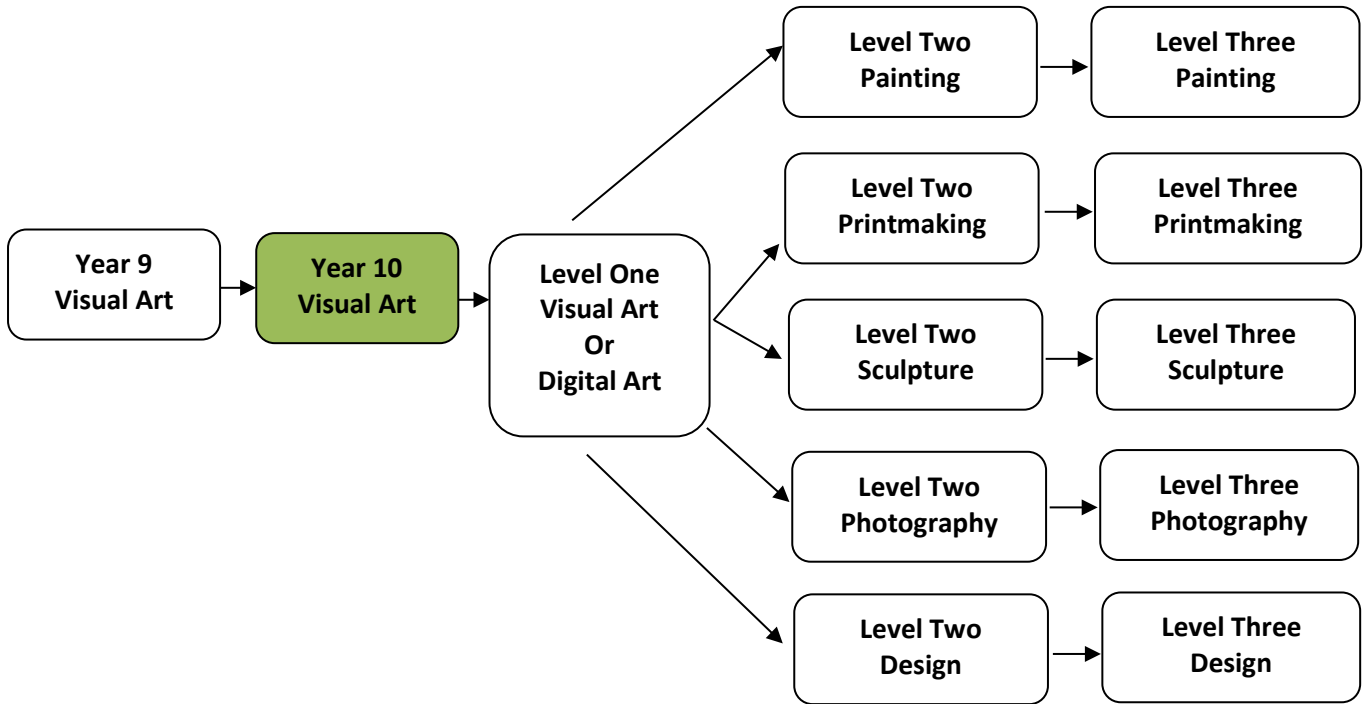 Year 9
Visual Art
Year 10
Visual Art
Level One
Visual Art
Or
Digital Art
Level Two
Painting
Level Three
Painting
Level Two
Printmaking
Level Three
Printmaking
Level Two
Sculpture
Level Three
Sculpture
Level Two
Photography
Level Three
Photography
Level Two
Design
Level Three
Design